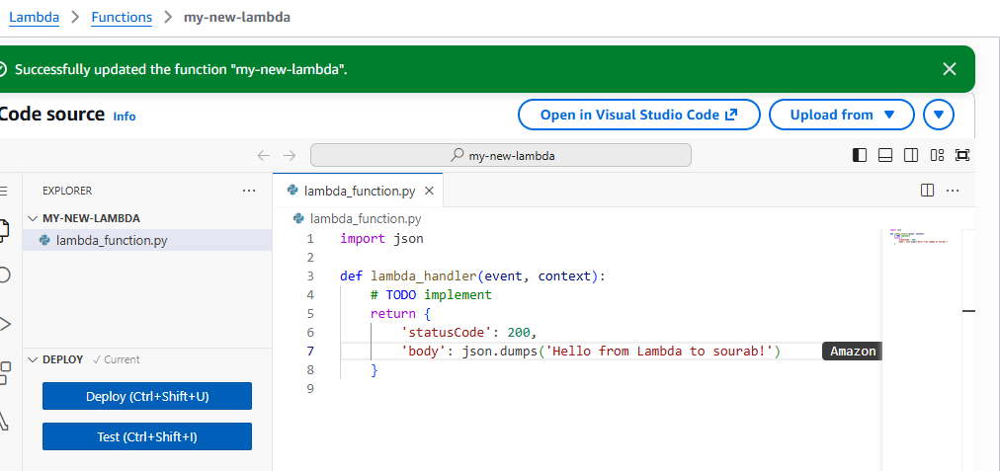 Lambda > Functions > my-new-lambda
Successfully updated the function "my-new-lambda".
Code source Info
Open in Visual Studio Code
Upload from
my-new-lambda
EXPLORER
MY-NEW-LAMBDA
lambda_function.py
DEPLOY ✓ Current
Deploy (Ctrl+Shift+U)
Test (Ctrl+Shift+I)
lambda_function.py
lambda_function.py
1 import json
2
3 def lambda_handler(event, context):
4     # TODO implement
5     return {
6         'statusCode': 200,
7         'body': json.dumps('Hello from Lambda to sourab!')
8     }
9
Amazon